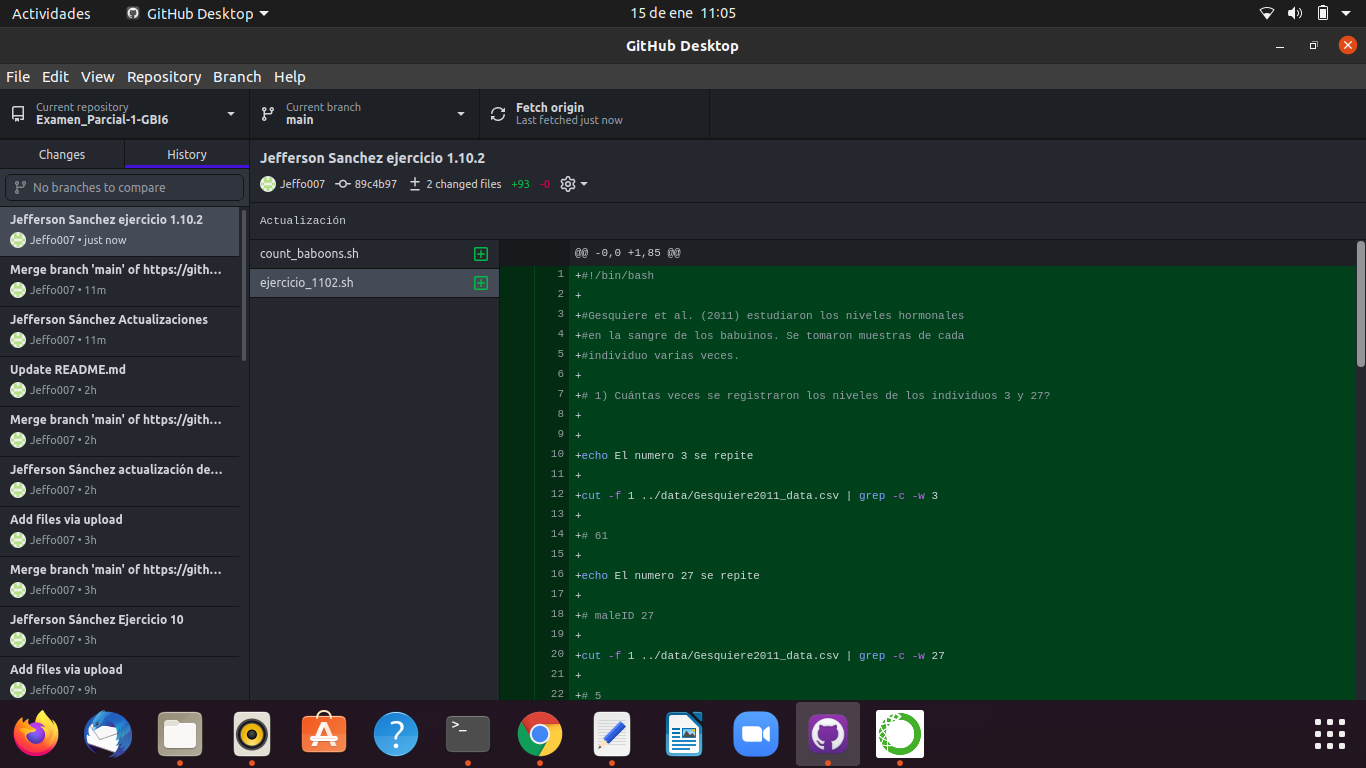 Actividades
GitHub Desktop
15 de ene 11:05
GitHub Desktop
File Edit View Repository Branch Help
Current repository
Examen_Parcial-1-GBI6
Current branch
main
Fetch origin
Last fetched just now
Changes
History
No branches to compare
Jefferson Sanchez ejercicio 1.10.2
Jeffo007 • just now
Merge branch 'main' of https://gith…
Jeffo007 • 11m
Jefferson Sánchez Actualizaciones
Jeffo007 • 11m
Update README.md
Jeffo007 • 2h
Merge branch 'main' of https://gith…
Jeffo007 • 2h
Jefferson Sánchez actualización de…
Jeffo007 • 2h
Add files via upload
Jeffo007 • 3h
Merge branch 'main' of https://gith…
Jeffo007 • 3h
Jefferson Sánchez Ejercicio 10
Jeffo007 • 3h
Add files via upload
Jeffo007 • 9h
Jefferson Sanchez ejercicio 1.10.2
Jeffo007 89c4b97 2 changed files +93 -0
Actualización
count_baboons.sh
ejercicio_1102.sh
@@ -0,0 +1,85 @@
1 +#!/bin/bash
2 +
3 +#Gesquiere et al. (2011) estudiaron los niveles hormonales
4 +#en la sangre de los babuinos. Se tomaron muestras de cada
5 +#individuo varias veces.
6 +
7 +# 1) Cuántas veces se registraron los niveles de los individuos 3 y 27?
8 +
9 +
10 +echo El numero 3 se repite
11 +
12 +cut -f 1 ../data/Gesquiere2011_data.csv | grep -c -w 3
13 +
14 +# 61
15 +
16 +echo El numero 27 se repite
17 +
18 +# maleID 27
19 +
20 +cut -f 1 ../data/Gesquiere2011_data.csv | grep -c -w 27
21 +
22 +# 5